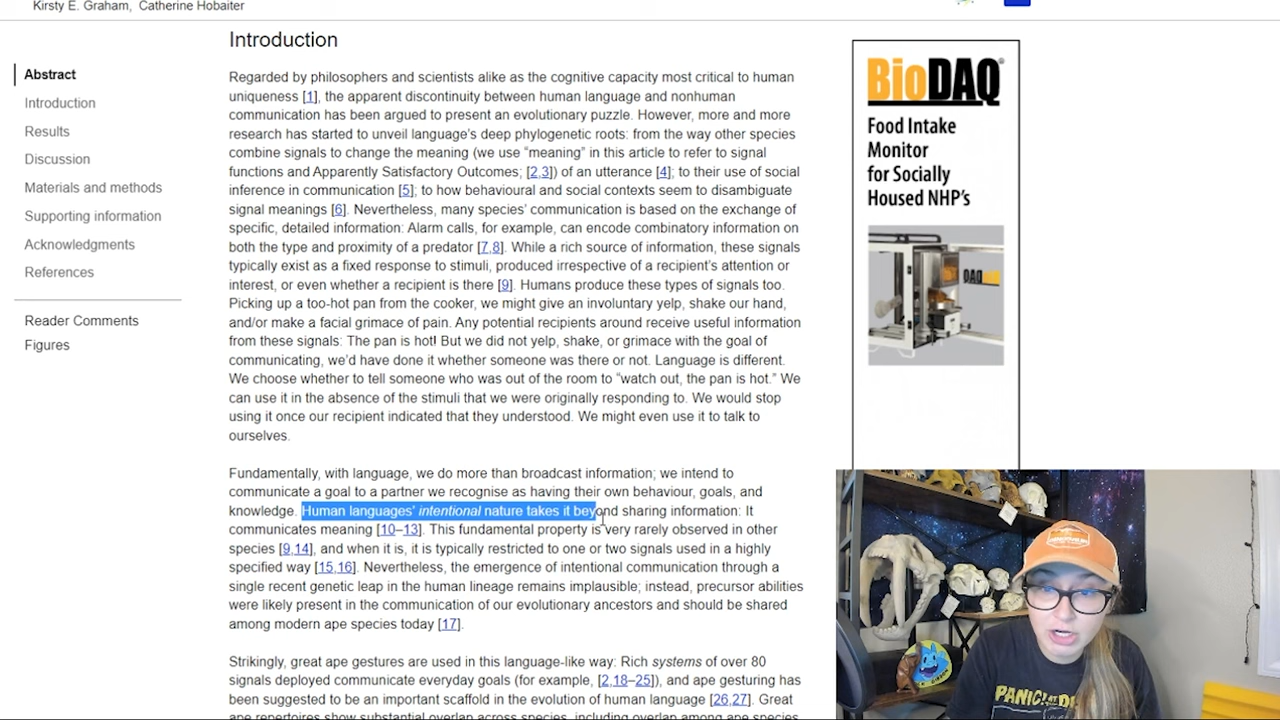 Kirsty E. Graham, Catherine Hobaiter
Abstract
Introduction
Results
Discussion
Materials and methods
Supporting information
Acknowledgments
References
Reader Comments
Figures
Introduction
Regarded by philosophers and scientists alike as the cognitive capacity most critical to human
uniqueness [1], the apparent discontinuity between human language and nonhuman
communication has been argued to present an evolutionary puzzle. However, more and more
research has started to unveil language's deep phylogenetic roots: from the way other species
combine signals to change the meaning (we use “meaning” in this article to refer to signal
functions and Apparently Satisfactory Outcomes; [2,3]) of an utterance [4]; to their use of social
inference in communication [5]; to how behavioural and social contexts seem to disambiguate
signal meanings [6]. Nevertheless, many species' communication is based on the exchange of
specific, detailed information: Alarm calls, for example, can encode combinatory information on
both the type and proximity of a predator [7,8]. While a rich source of information, these signals
typically exist as a fixed response to stimuli, produced irrespective of a recipient's attention or
interest, or even whether a recipient is there [9]. Humans produce these types of signals too.
Picking up a too-hot pan from the cooker, we might give an involuntary yelp, shake our hand,
and/or make a facial grimace of pain. Any potential recipients around receive useful information
from these signals: The pan is hot! But we did not yelp, shake, or grimace with the goal of
communicating, we'd have done it whether someone was there or not. Language is different.
We choose whether to tell someone who was out of the room to “watch out, the pan is hot.” We
can use it in the absence of the stimuli that we were originally responding to. We would stop
using it once our recipient indicated that they understood. We might even use it to talk to
ourselves.
Fundamentally, with language, we do more than broadcast information; we intend to
communicate a goal to a partner we recognise as having their own behaviour, goals, and
knowledge. Human languages' intentional nature takes it beyond sharing information: It
communicates meaning [10–13]. This fundamental property is very rarely observed in other
species [9,14], and when it is, it is typically restricted to one or two signals used in a highly
specified way [15,16]. Nevertheless, the emergence of intentional communication through a
single recent genetic leap in the human lineage remains implausible; instead, precursor abilities
were likely present in the communication of our evolutionary ancestors and should be shared
among modern ape species today [17].
Strikingly, great ape gestures are used in this language-like way: Rich systems of over 80
signals deployed communicate everyday goals (for example, [2,18–25]), and ape gesturing has
been suggested to be an important scaffold in the evolution of human language [26,27]. Great
ape repertoires show substantial overlap across species, including overlap among ape species
BioDAQ®
Food Intake
Monitor
for Socially
Housed NHP's
PANIC! AT THE